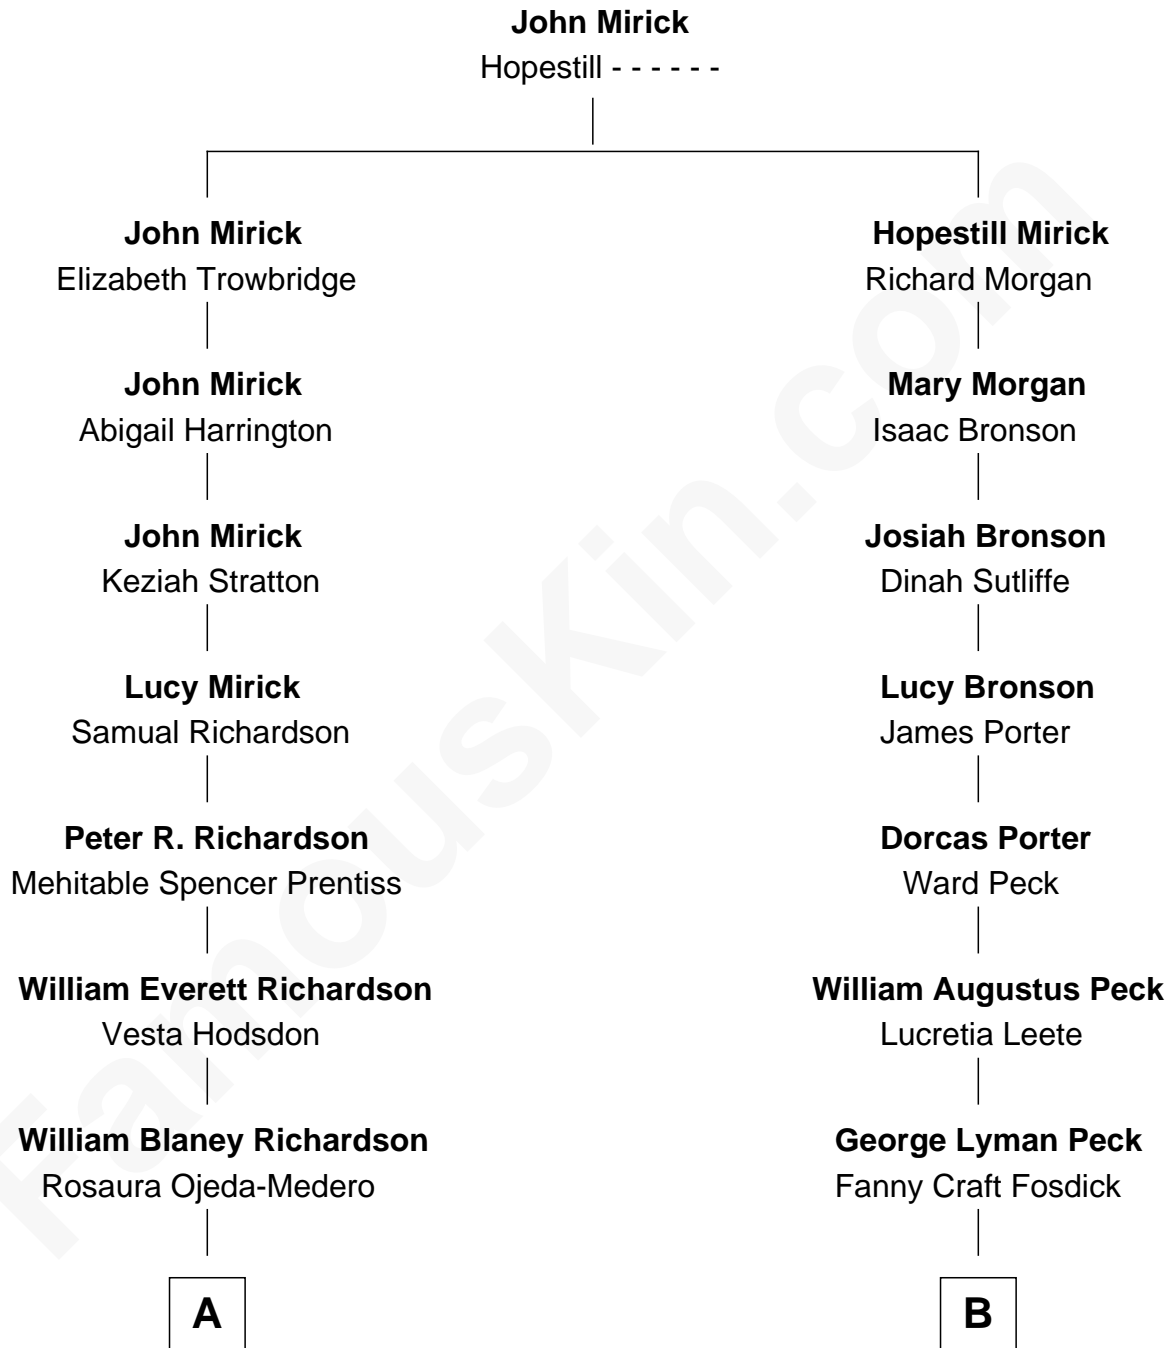 John Mirick
Hopestill - - - - - -
John Mirick
Elizabeth Trowbridge
Hopestill Mirick
Richard Morgan
John Mirick
Abigail Harrington
Mary Morgan
Isaac Bronson
John Mirick
Keziah Stratton
Josiah Bronson
Dinah Sutliffe
Lucy Mirick
Samual Richardson
Lucy Bronson
James Porter
Peter R. Richardson
Mehitable Spencer Prentiss
Dorcas Porter
Ward Peck
William Everett Richardson
Vesta Hodsdon
William Augustus Peck
Lucretia Leete
William Blaney Richardson
Rosaura Ojeda-Medero
George Lyman Peck
Fanny Craft Fosdick
A
B
FamousKin.com